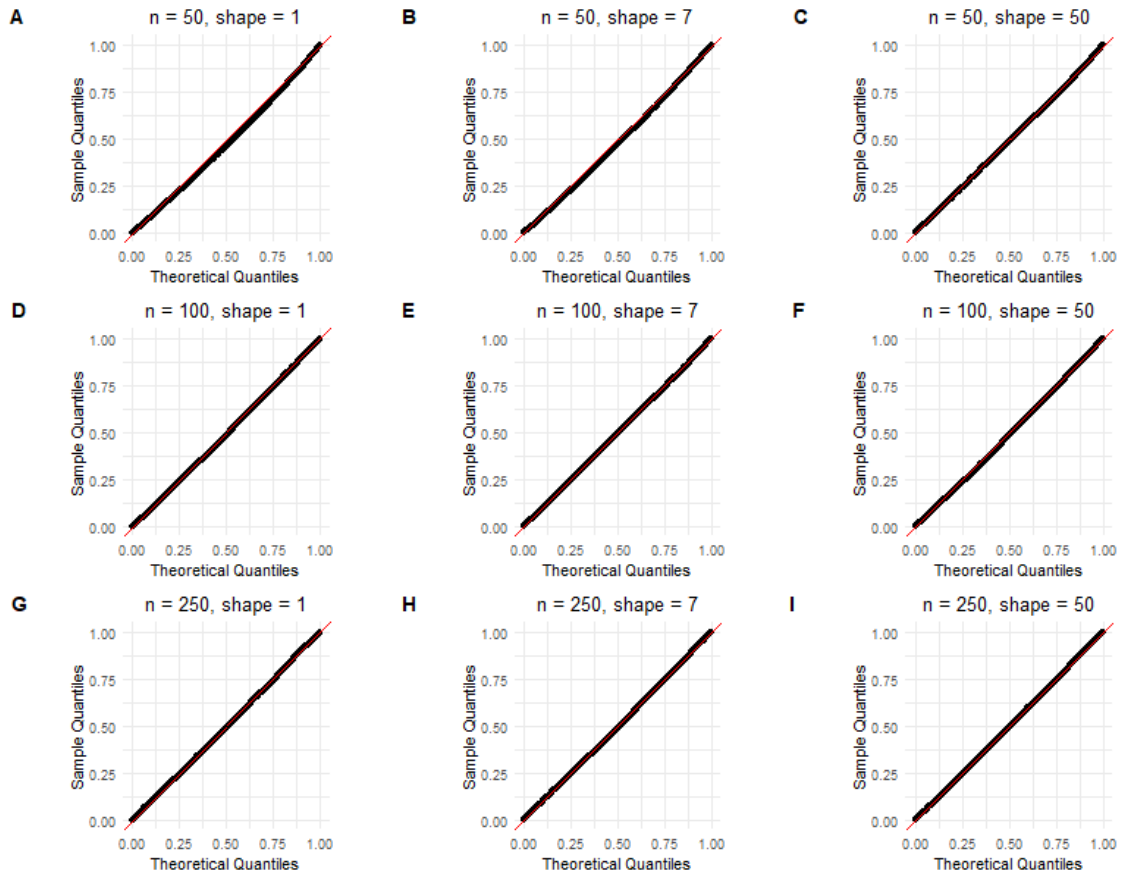 A n = 50, shape = 1
B n = 50, shape = 7
C n = 50, shape = 50
1.00
0.75
0.50
0.25
0.00
Sample Quantiles
0.00 0.25 0.50 0.75 1.00
Theoretical Quantiles
1.00
0.75
0.50
0.25
0.00
Sample Quantiles
0.00 0.25 0.50 0.75 1.00
Theoretical Quantiles
1.00
0.75
0.50
0.25
0.00
Sample Quantiles
0.00 0.25 0.50 0.75 1.00
Theoretical Quantiles
D n = 100, shape = 1
E n = 100, shape = 7
F n = 100, shape = 50
1.00
0.75
0.50
0.25
0.00
Sample Quantiles
0.00 0.25 0.50 0.75 1.00
Theoretical Quantiles
1.00
0.75
0.50
0.25
0.00
Sample Quantiles
0.00 0.25 0.50 0.75 1.00
Theoretical Quantiles
1.00
0.75
0.50
0.25
0.00
Sample Quantiles
0.00 0.25 0.50 0.75 1.00
Theoretical Quantiles
G n = 250, shape = 1
H n = 250, shape = 7
I n = 250, shape = 50
1.00
0.75
0.50
0.25
0.00
Sample Quantiles
0.00 0.25 0.50 0.75 1.00
Theoretical Quantiles
1.00
0.75
0.50
0.25
0.00
Sample Quantiles
0.00 0.25 0.50 0.75 1.00
Theoretical Quantiles
1.00
0.75
0.50
0.25
0.00
Sample Quantiles
0.00 0.25 0.50 0.75 1.00
Theoretical Quantiles